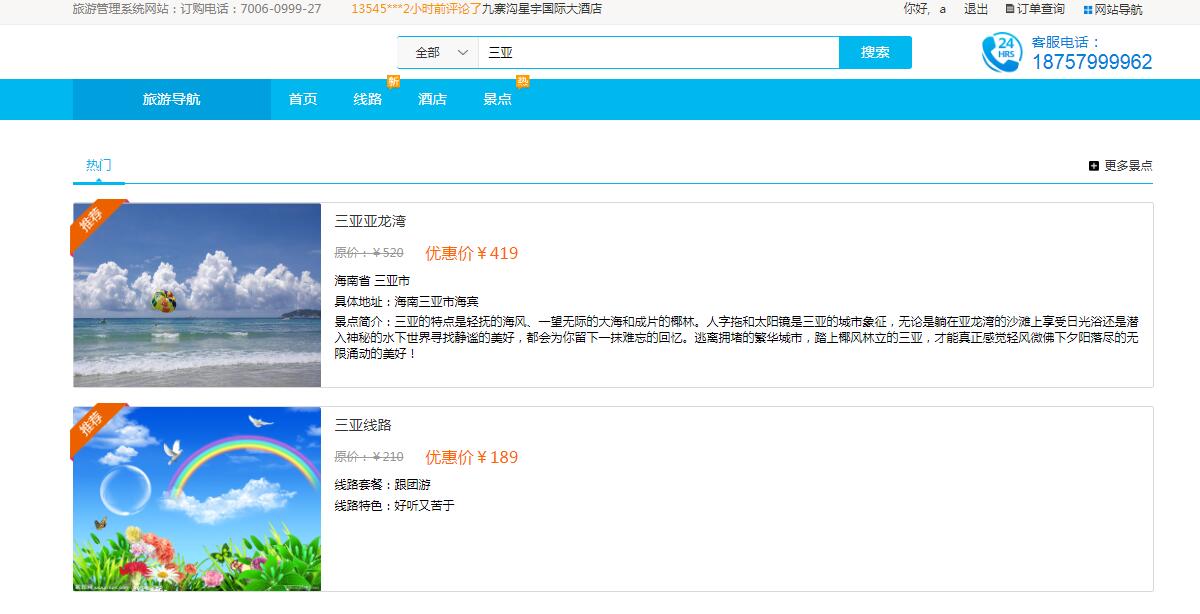 旅游管理系统网站：订购电话：7006-0999-27 13545***2小时前评论了九寨沟星宇国际大酒店 你好, a 退出 订单查询 网站导航
全部 三亚 搜索 24 HRS 客服电话：
18757999962
旅游导航 首页 线路 新 酒店 景点 热
热门 更多景点
推荐
三亚亚龙湾
原价：￥520 优惠价￥419
海南省 三亚市
具体地址：海南三亚市海宾
景点简介：三亚的特点是轻抚的海风、一望无际的大海和成片的椰林。人字拖和太阳镜是三亚的城市象征，无论是躺在亚龙湾的沙滩上享受日光浴还是潜
入神秘的水下世界寻找静谧的美好，都会为你留下一抹难忘的回忆。逃离拥堵的繁华城市，踏上椰风林立的三亚，才能真正感觉轻风微佛下夕阳落尽的无
限涌动的美好！
推荐
三亚线路
原价：￥210 优惠价￥189
线路套餐：跟团游
线路特色：好听又苦于